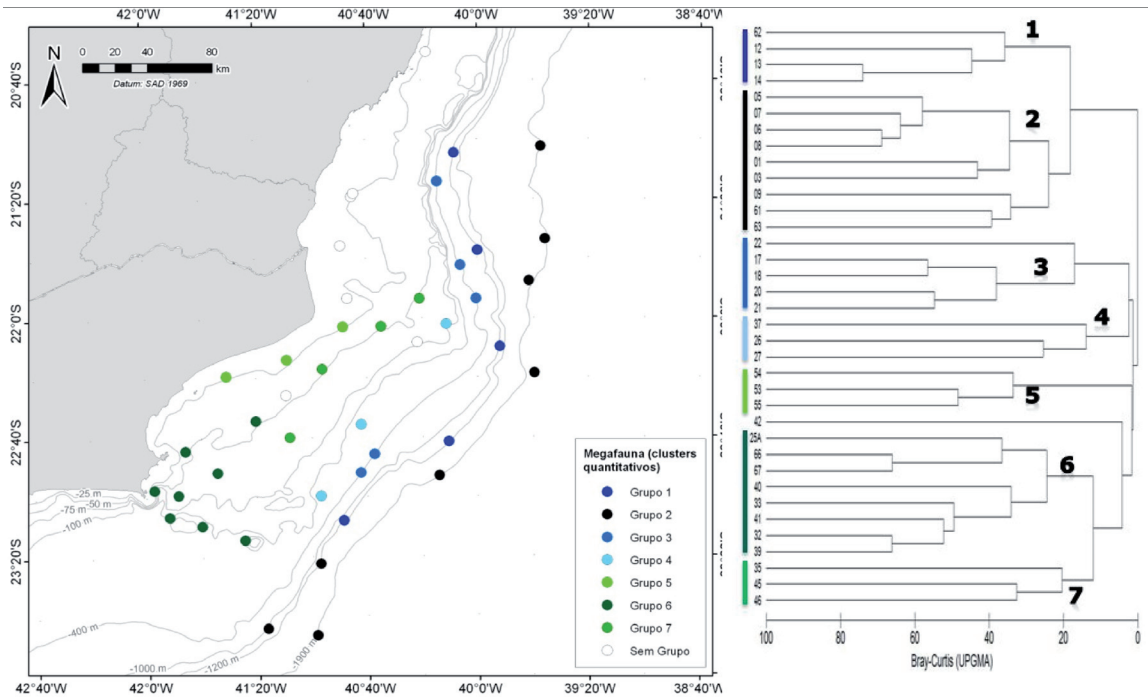 42°0'W
41°20'W
40°40'W
40°0'W
39°20'W
38°40'W
N
0 20 40 80
km
Datum: SAD 1969
20°40'S
21°20'S
22°0'S
22°40'S
23°20'S
-25 m
-75 m
-50 m
-100 m
-400 m
-1000 m
-1200 m
-1900 m
Megafauna (clusters
quantitativos)
Grupo 1
Grupo 2
Grupo 3
Grupo 4
Grupo 5
Grupo 6
Grupo 7
Sem Grupo
42°40'W
42°0'W
41°20'W
40°40'W
40°0'W
39°20'W
38°40'W
62
12
13
14
05
07
06
08
01
03
09
61
63
22
17
18
20
21
37
26
27
54
53
55
42
25A
66
67
40
33
41
32
39
35
45
46
1
2
3
4
5
6
7
100 80 60 40 20 0
Bray-Curtis (UPGMA)